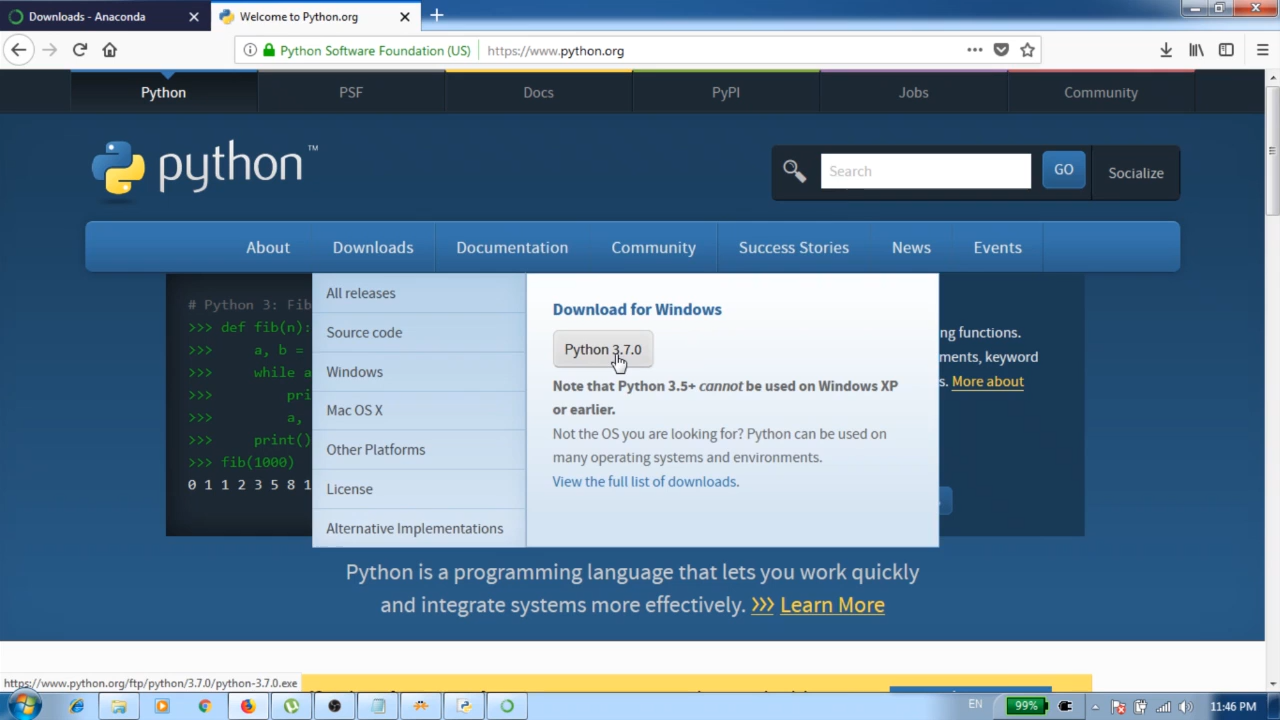 Downloads - Anaconda
Welcome to Python.org
Python Software Foundation (US)
https://www.python.org
Python
PSF
Docs
PyPI
Jobs
Community
python™
Search
GO
Socialize
About
Downloads
Documentation
Community
Success Stories
News
Events
# Python 3: Fib
>>> def fib(n):
>>> a, b =
>>> while a
>>> pri
>>> a,
>>> print()
>>> fib(1000)
0 1 1 2 3 5 8 1
All releases
Source code
Windows
Mac OS X
Other Platforms
License
Alternative Implementations
Download for Windows
Python 3.7.0
Note that Python 3.5+ cannot be used on Windows XP
or earlier.
Not the OS you are looking for? Python can be used on
many operating systems and environments.
View the full list of downloads.
ng functions.
ments, keyword
s. More about
Python is a programming language that lets you work quickly
and integrate systems more effectively. >>> Learn More
https://www.python.org/ftp/python/3.7.0/python-3.7.0.exe
EN
99%
11:46 PM